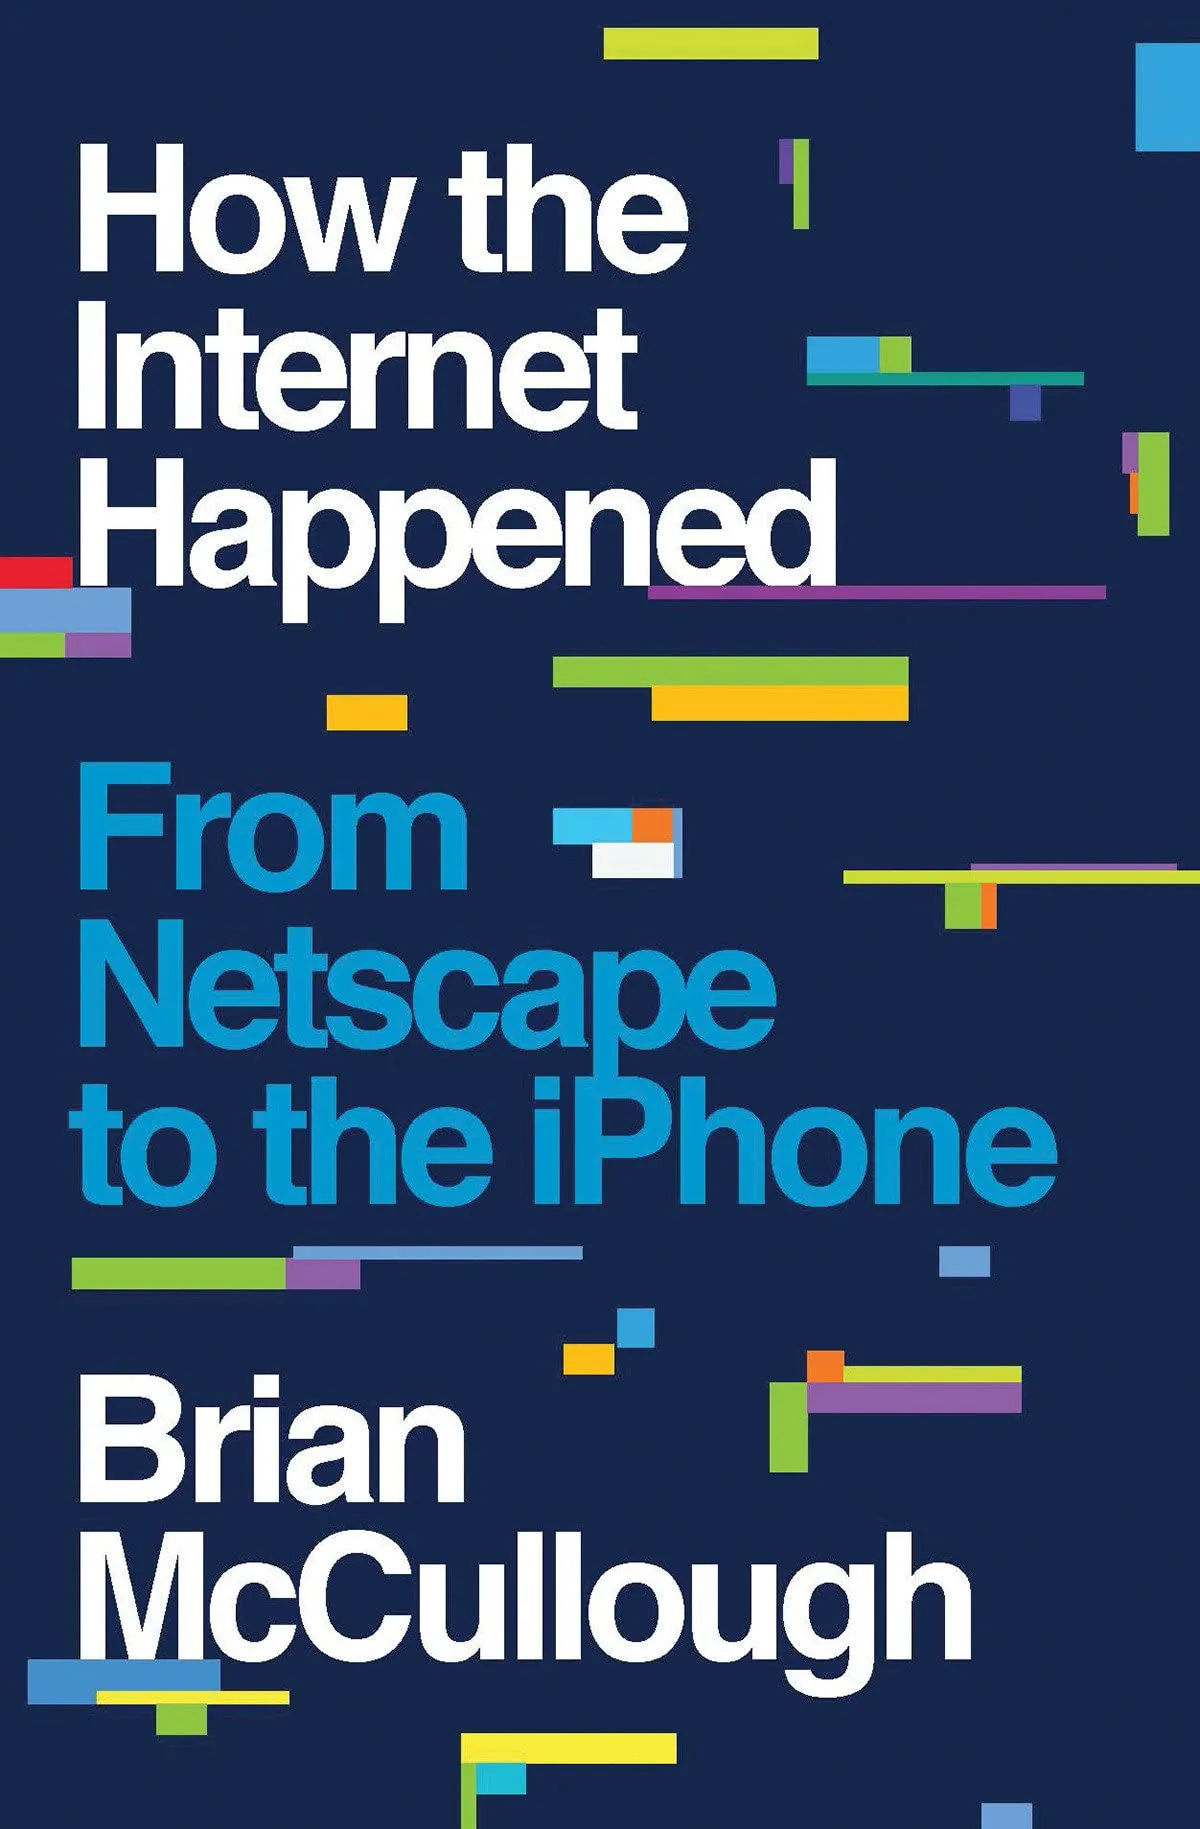 How the
Internet
Happened
From
Netscape
to the iPhone
Brian
McCullough